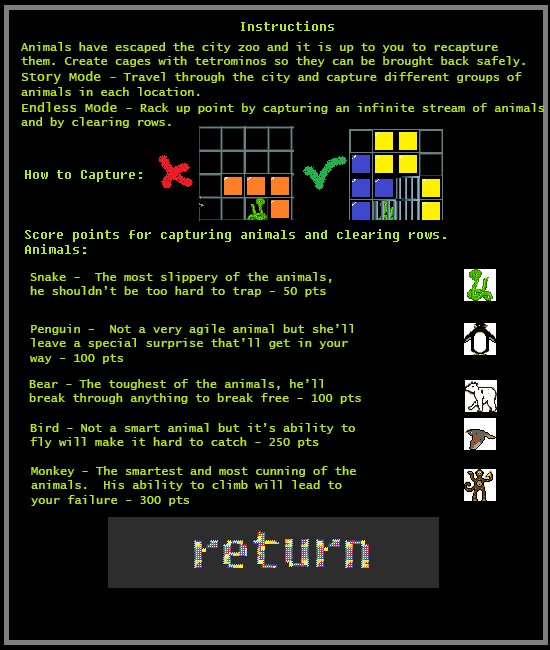 Instructions
Animals have escaped the city zoo and it is up to you to recapture
them. Create cages with tetrominos so they can be brought back safely.
Story Mode - Travel through the city and capture different groups of
animals in each location.
Endless Mode - Rack up point by capturing an infinite stream of animals
and by clearing rows.
How to Capture:
Score points for capturing animals and clearing rows.
Animals:
Snake -  The most slippery of the animals,
he shouldn't be too hard to trap - 50 pts
Penguin -  Not a very agile animal but she'll
leave a special surprise that'll get in your
way - 100 pts
Bear - The toughest of the animals, he'll
break through anything to break free - 100 pts
Bird - Not a smart animal but it's ability to
fly will make it hard to catch - 250 pts
Monkey - The smartest and most cunning of the
animals.  His ability to climb will lead to
your failure - 300 pts
return